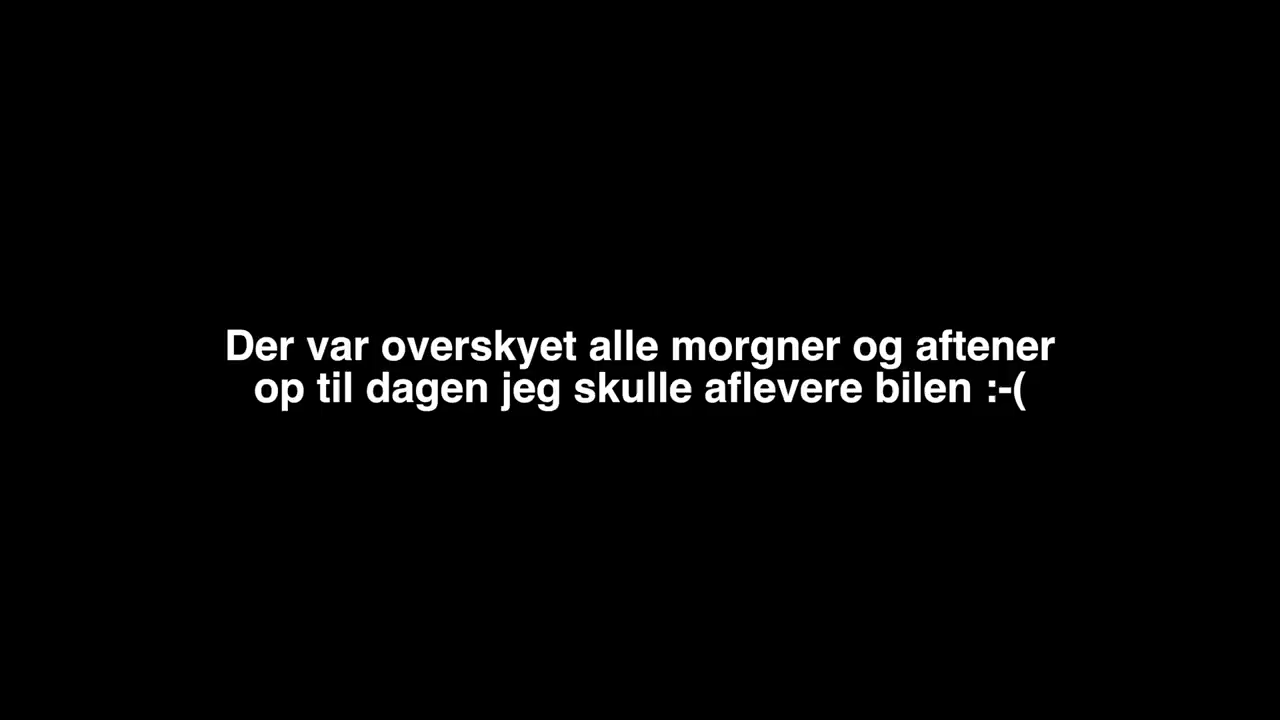 Der var overskyet alle morgner og aftener
op til dagen jeg skulle aflevere bilen :-(